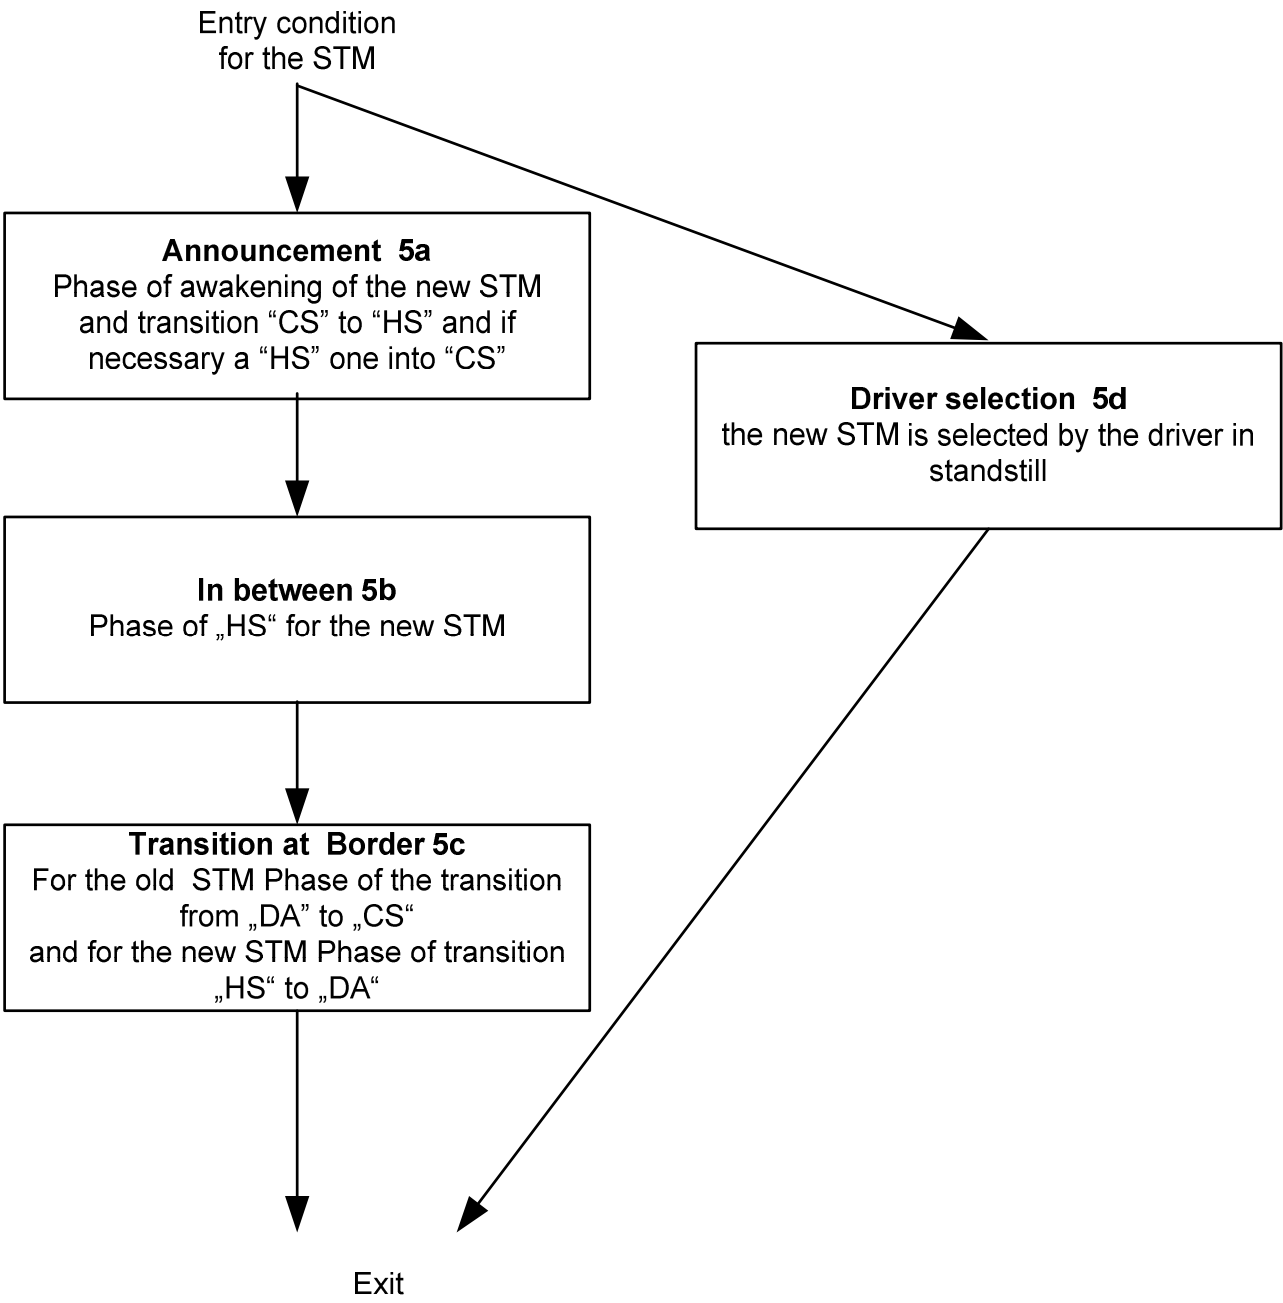 Entry condition
for the STM
Announcement  5a
Phase of awakening of the new STM
and transition “CS” to “HS” and if
necessary a “HS” one into “CS”
Driver selection  5d
the new STM is selected by the driver in
standstill
In between 5b
Phase of „HS“ for the new STM
Transition at  Border 5c
For the old  STM Phase of the transition
from „DA” to „CS“
and for the new STM Phase of transition
„HS“ to „DA“
Exit